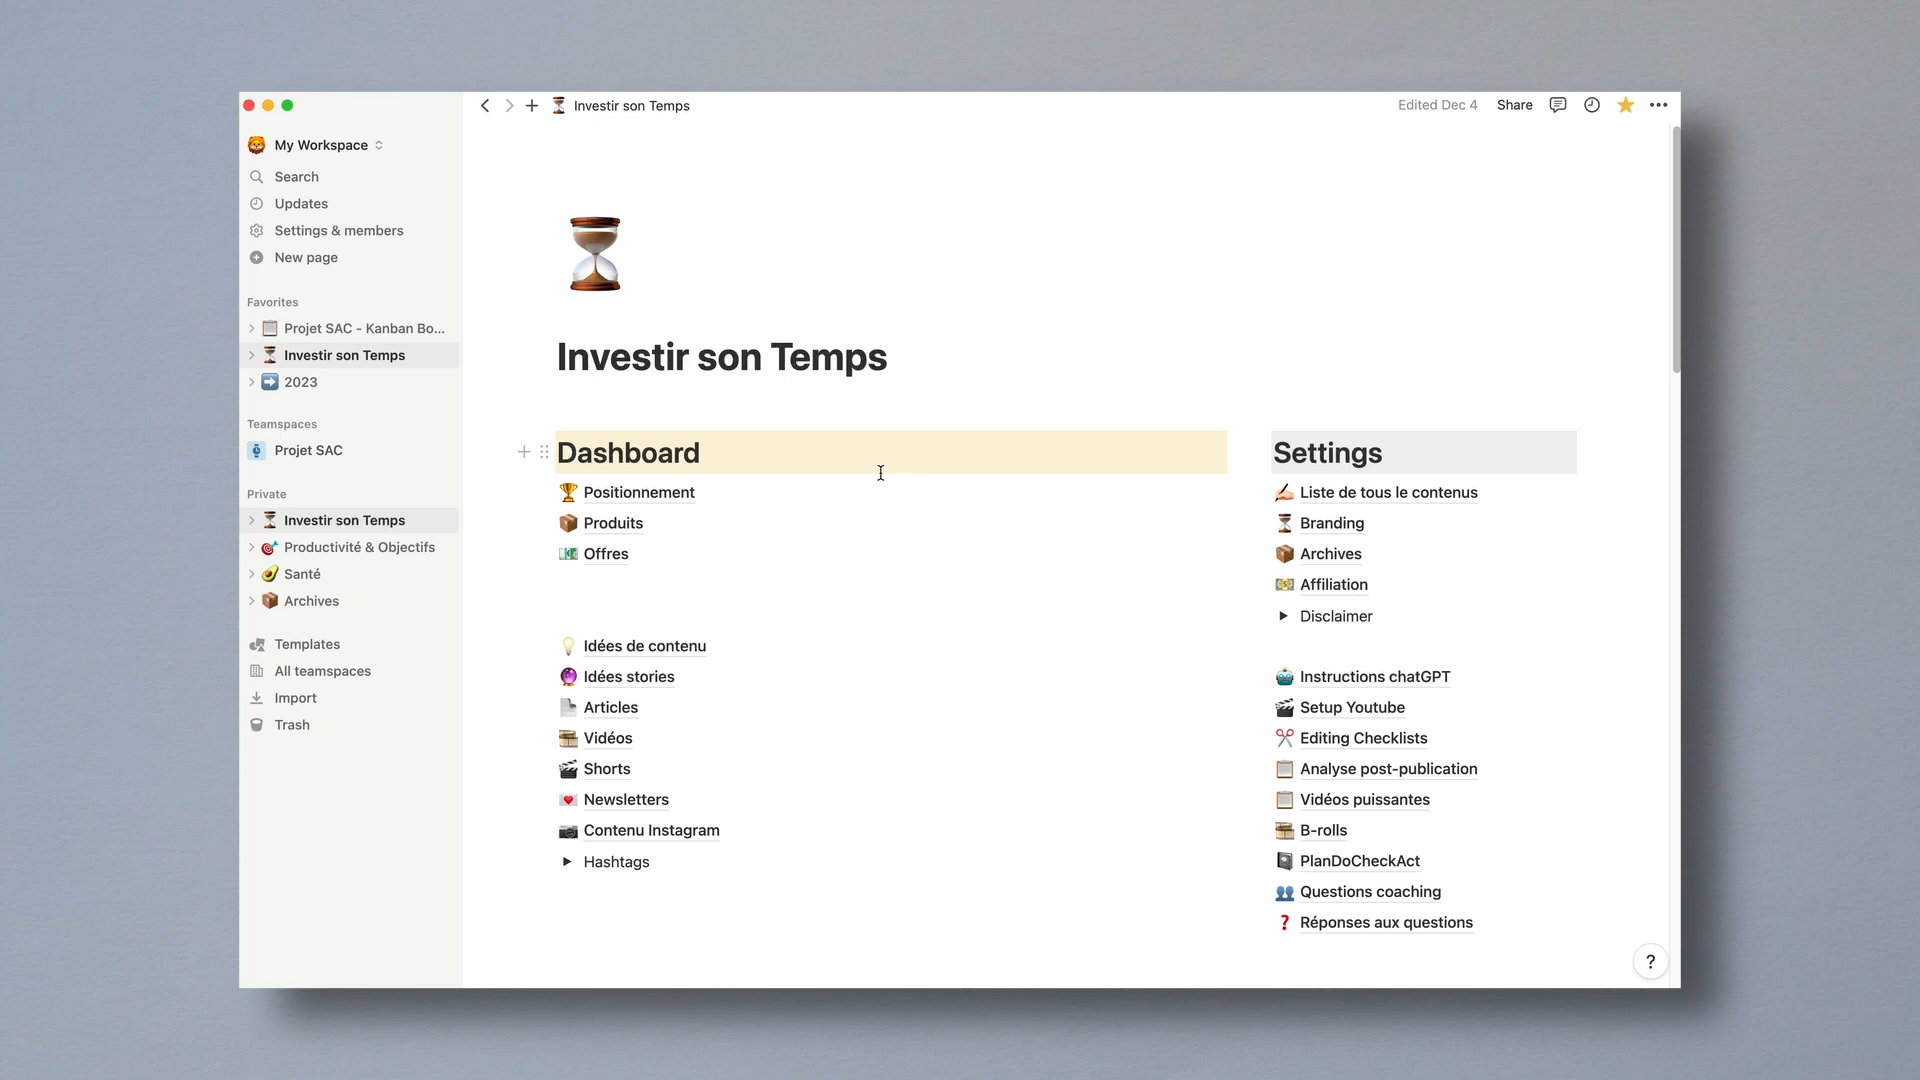 Investir son Temps
Edited Dec 4
Share
My Workspace
Search
Updates
Settings & members
New page
Favorites
Projet SAC - Kanban Bo...
Investir son Temps
2023
Teamspaces
Projet SAC
Private
Investir son Temps
Productivité & Objectifs
Santé
Archives
Templates
All teamspaces
Import
Trash
Investir son Temps
Dashboard
Positionnement
Produits
Offres
Idées de contenu
Idées stories
Articles
Vidéos
Shorts
Newsletters
Contenu Instagram
Hashtags
Settings
Liste de tous le contenus
Branding
Archives
Affiliation
Disclaimer
Instructions chatGPT
Setup Youtube
Editing Checklists
Analyse post-publication
Vidéos puissantes
B-rolls
PlanDoCheckAct
Questions coaching
Réponses aux questions
?